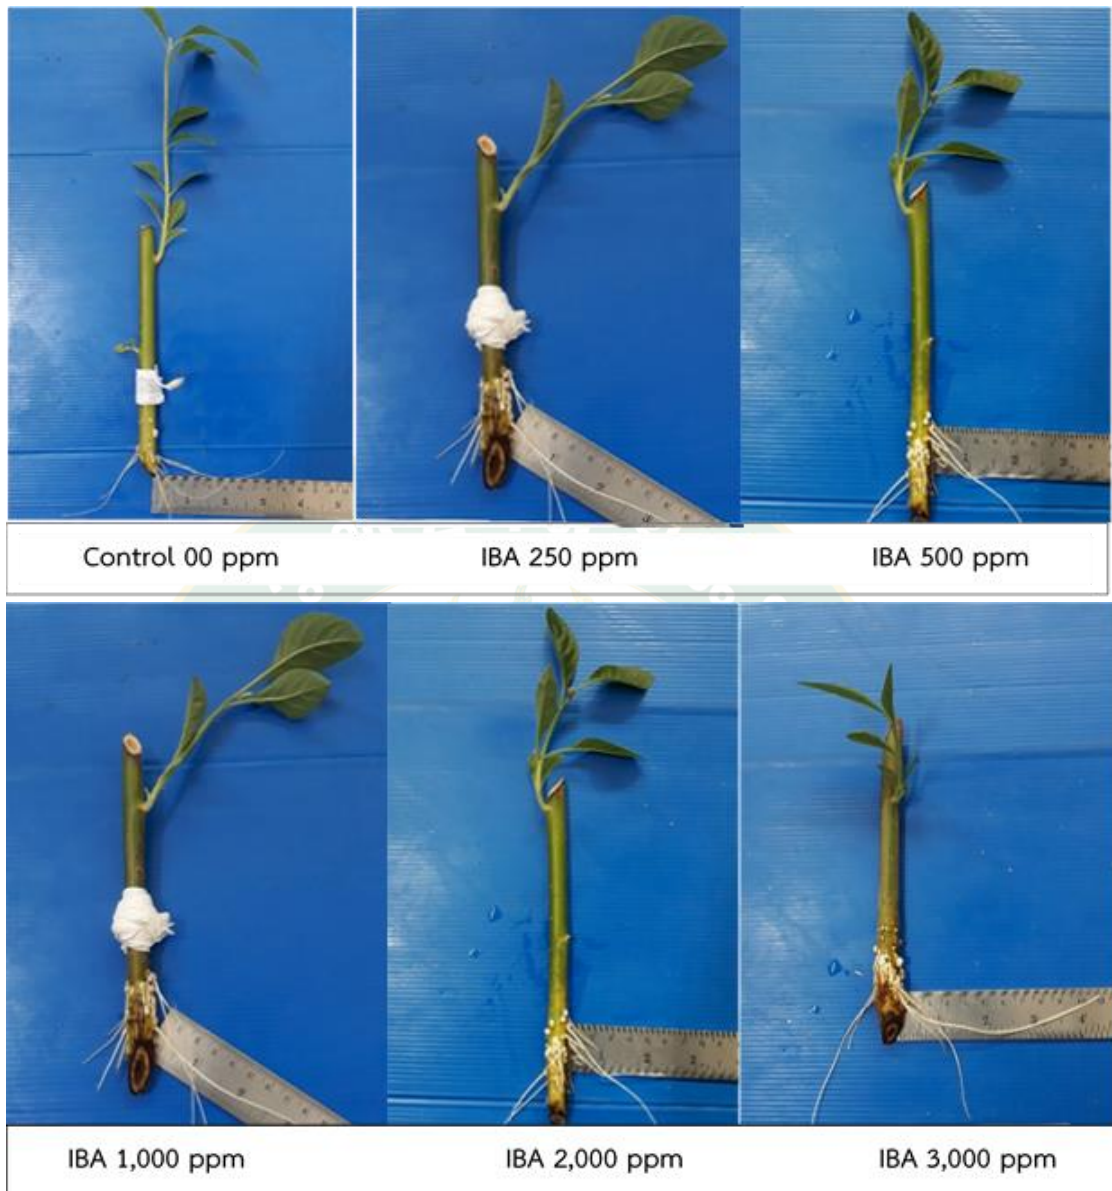 Control 00 ppm
IBA 250 ppm
IBA 500 ppm
IBA 1,000 ppm
IBA 2,000 ppm
IBA 3,000 ppm